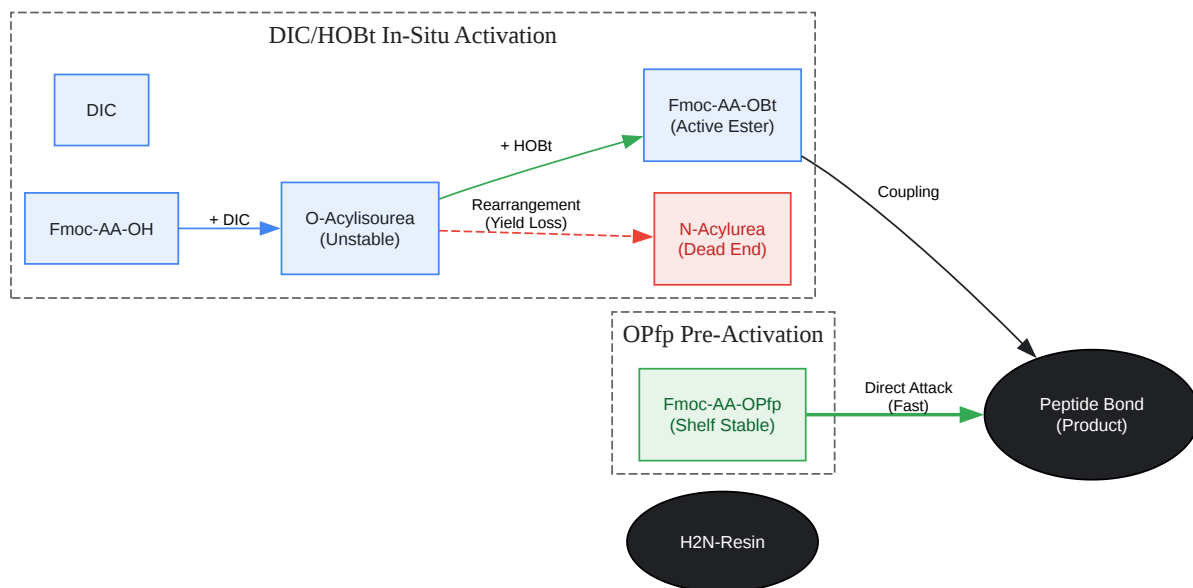 DIC/HOBt In-Situ Activation
DIC
Fmoc-AA-OBt
(Active Ester)
+ HOBt
Coupling
Fmoc-AA-OH
+ DIC
O-Acylisourea
(Unstable)
Rearrangement
(Yield Loss)
N-Acylurea
(Dead End)
OPfp Pre-Activation
Fmoc-AA-OPfp
(Shelf Stable)
Direct Attack
(Fast)
Peptide Bond
(Product)
H2N-Resin